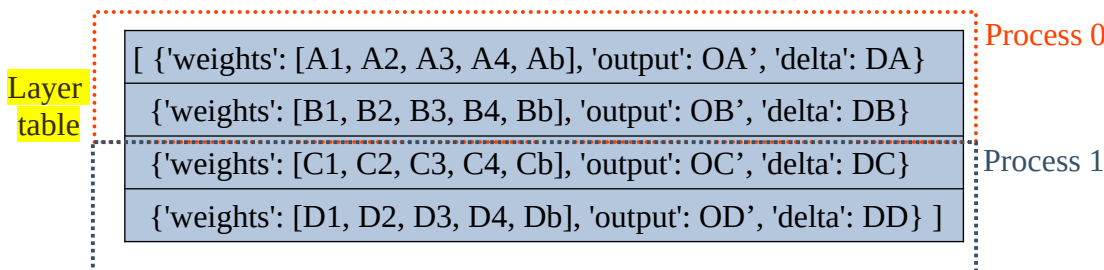 Process 0
[ {'weights': [A1, A2, A3, A4, Ab], 'output': OA’, 'delta': DA}
Layer
table
{'weights': [B1, B2, B3, B4, Bb], 'output': OB’, 'delta': DB}
{'weights': [C1, C2, C3, C4, Cb], 'output': OC’, 'delta': DC}
Process 1
{'weights': [D1, D2, D3, D4, Db], 'output': OD’, 'delta': DD} ]